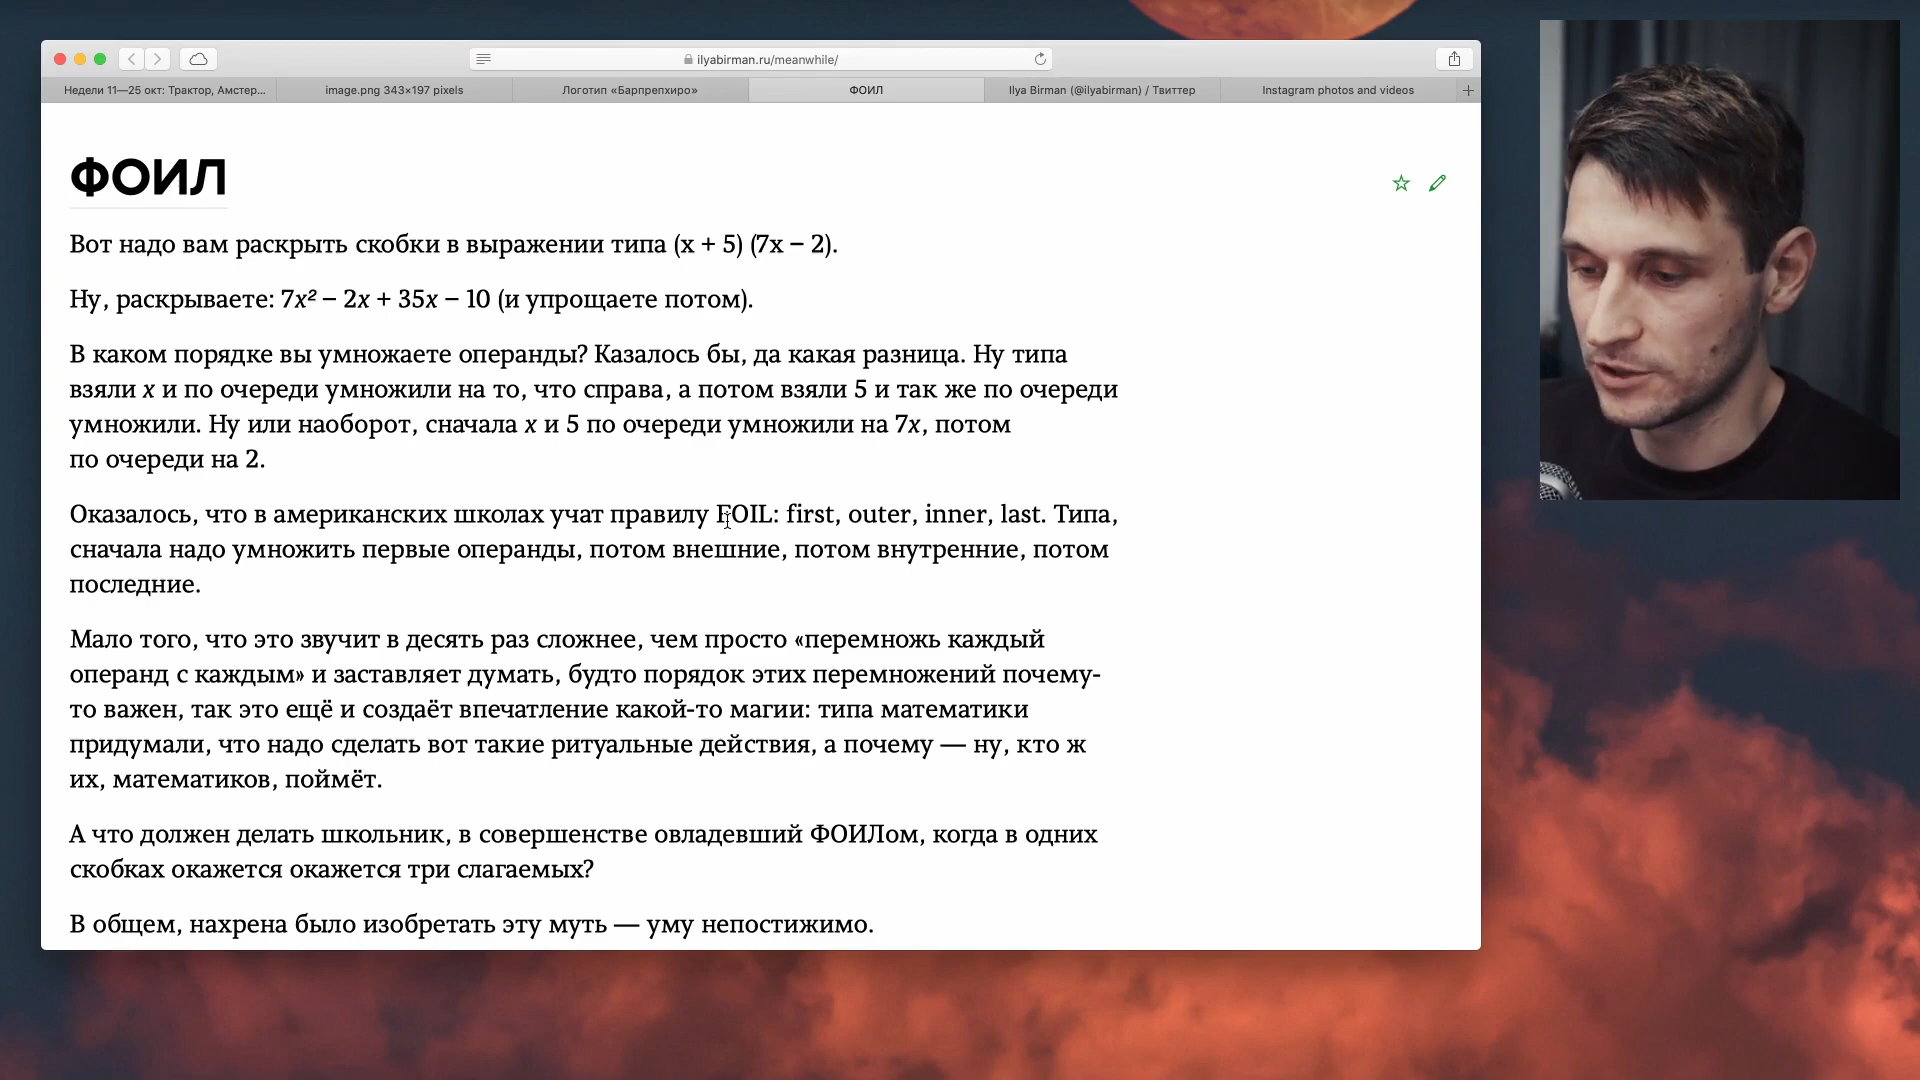 ilyabirman.ru/meanwhile/
Недели 11—25 окт: Трактор, Амстер...
image.png 343×197 pixels
Логотип «Барпрепхиро»
ФОИЛ
Ilya Birman (@ilyabirman) / Твиттер
Instagram photos and videos
ФОИЛ
Вот надо вам раскрыть скобки в выражении типа (x + 5) (7x − 2).
Ну, раскрываете: 7x² − 2x + 35x − 10 (и упрощаете потом).
В каком порядке вы умножаете операнды? Казалось бы, да какая разница. Ну типа
взяли x и по очереди умножили на то, что справа, а потом взяли 5 и так же по очереди
умножили. Ну или наоборот, сначала x и 5 по очереди умножили на 7x, потом
по очереди на 2.
Оказалось, что в американских школах учат правилу FOIL: first, outer, inner, last. Типа,
сначала надо умножить первые операнды, потом внешние, потом внутренние, потом
последние.
Мало того, что это звучит в десять раз сложнее, чем просто «перемножь каждый
операнд с каждым» и заставляет думать, будто порядок этих перемножений почему-
то важен, так это ещё и создаёт впечатление какой-то магии: типа математики
придумали, что надо сделать вот такие ритуальные действия, а почему — ну, кто ж
их, математиков, поймёт.
А что должен делать школьник, в совершенстве овладевший ФОИЛом, когда в одних
скобках окажется окажется три слагаемых?
В общем, нахрена было изобретать эту муть — уму непостижимо.